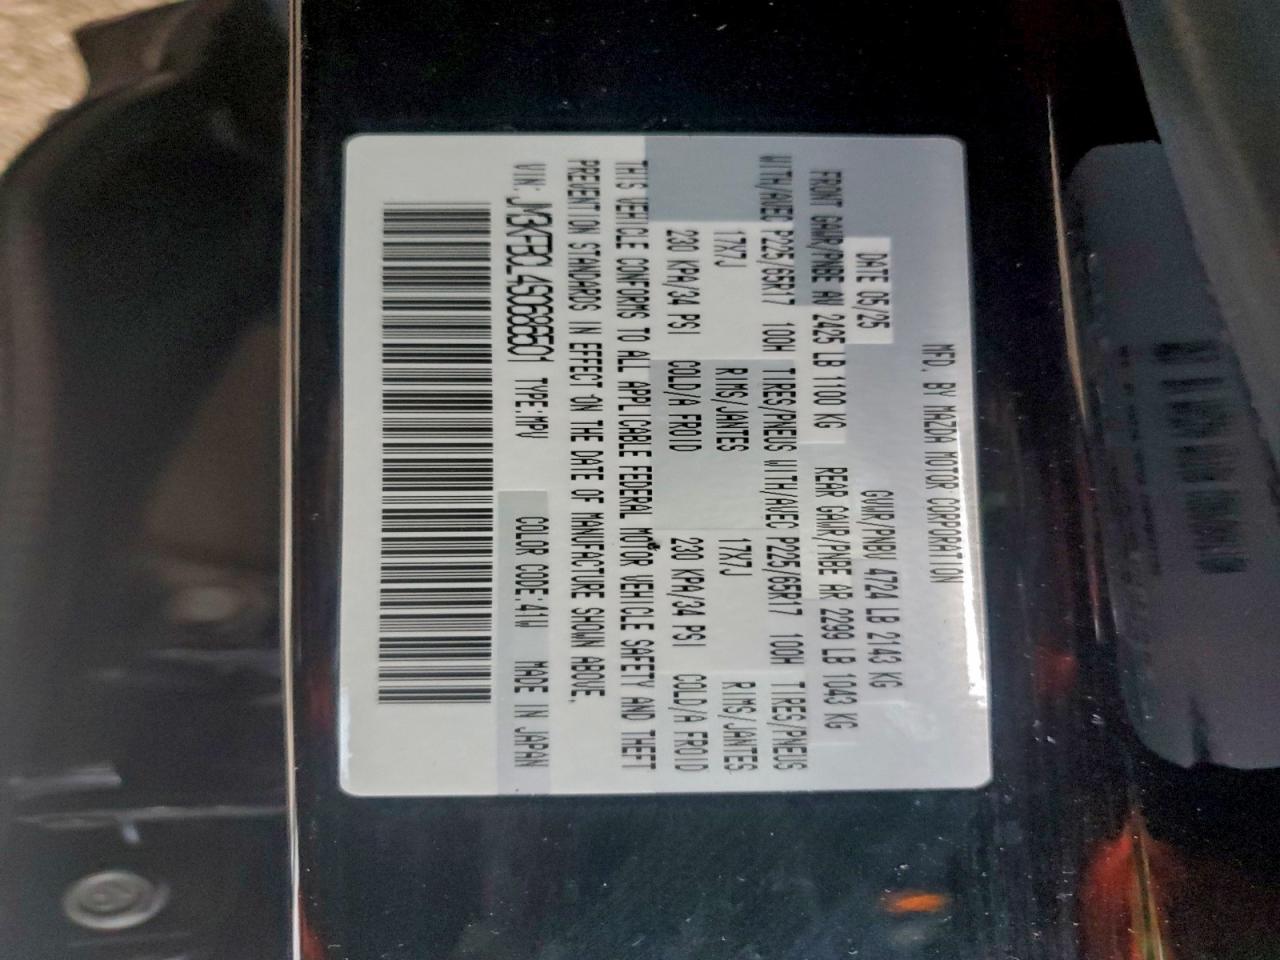 MFD. BY MAZDA MOTOR CORPORATION
DATE 05/25 GVWR/PNBV 4724 LB 2143 KG
FRONT GAWR/PNBE AV 2425 LB 1100 KG REAR GAWR/PNBE AR 2299 LB 1043 KG
WITH/AVEC P225/65R17 100H TIRES/PNEUS WITH/AVEC P225/65R17 100H TIRES/PNEUS
17X7J RIMS/JANTES 17X7J RIMS/JANTES
230 KPA/34 PSI COLD/A FROID 230 KPA/34 PSI COLD/A FROID
THIS VEHICLE CONFORMS TO ALL APPLICABLE FEDERAL MOTOR VEHICLE SAFETY AND THEFT
PREVENTION STANDARDS IN EFFECT ON THE DATE OF MANUFACTURE SHOWN ABOVE.
VIN: TYPE:MPV COLOR CODE:41W MADE IN JAPAN